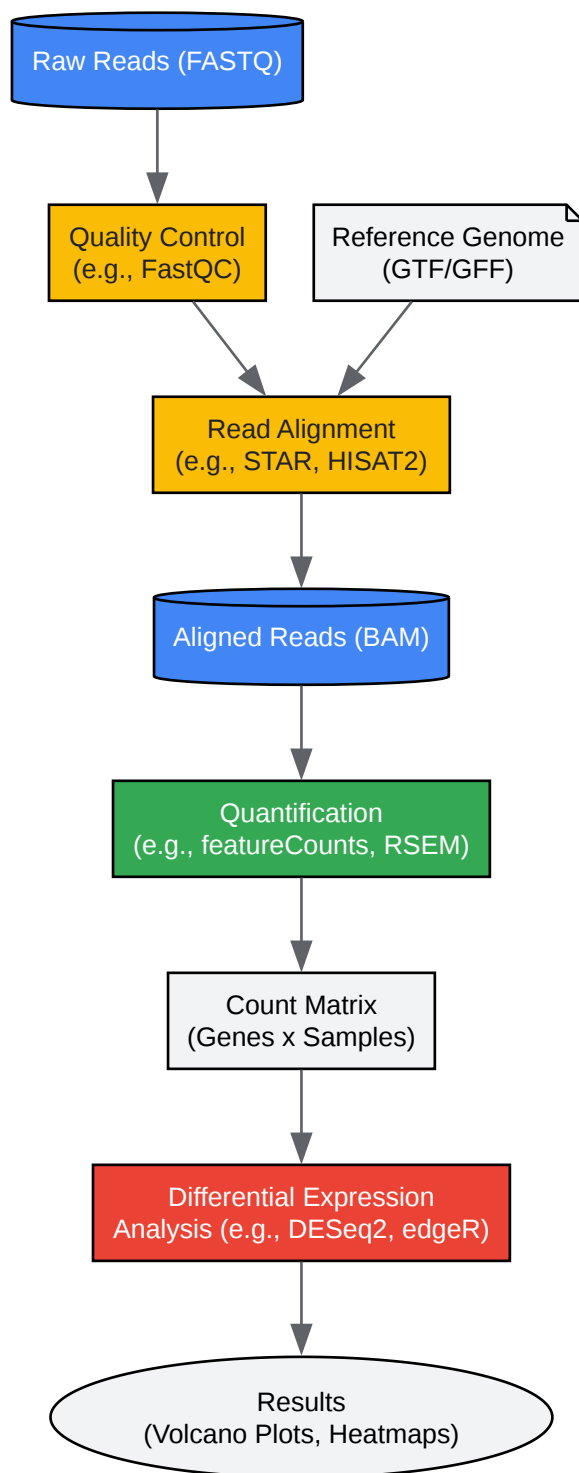 Raw Reads (FASTQ)
Quality Control
(e.g., FastQC)
Reference Genome
(GTF/GFF)
Read Alignment
(e.g., STAR, HISAT2)
Aligned Reads (BAM)
Quantification
(e.g., featureCounts, RSEM)
Count Matrix
(Genes x Samples)
Differential Expression
Analysis (e.g., DESeq2, edgeR)
Results
(Volcano Plots, Heatmaps)